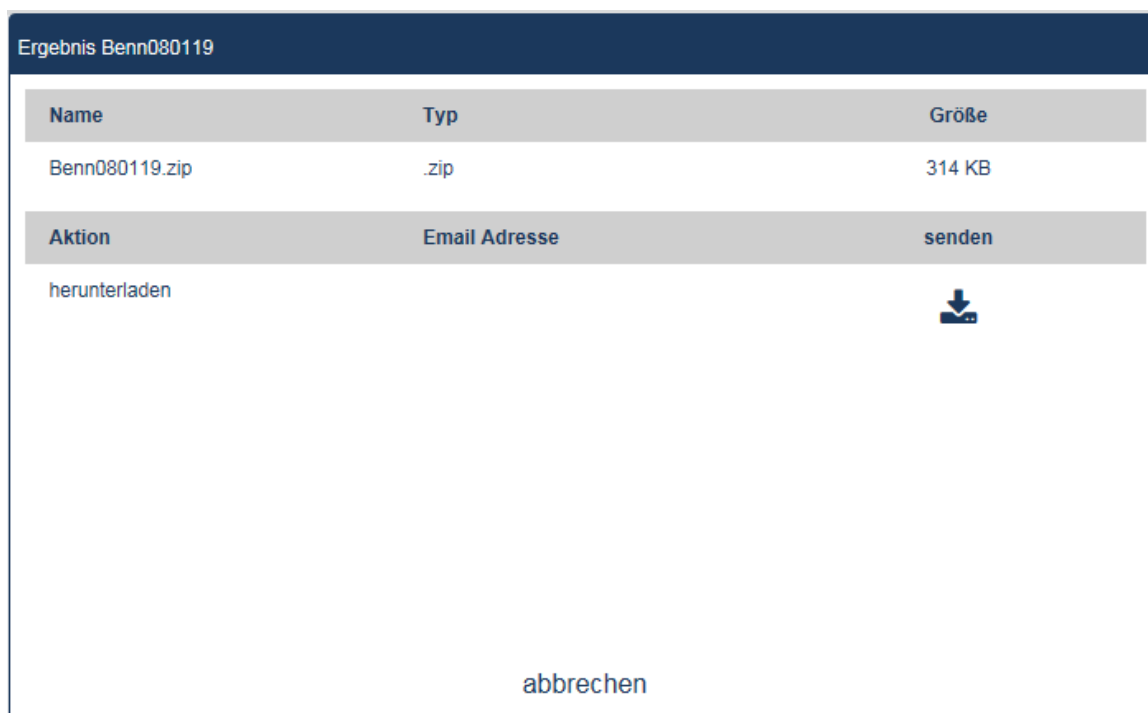 Ergebnis Benn080119
Name Typ Größe
Benn080119.zip .zip 314 KB
Aktion Email Adresse senden
herunterladen
abbrechen